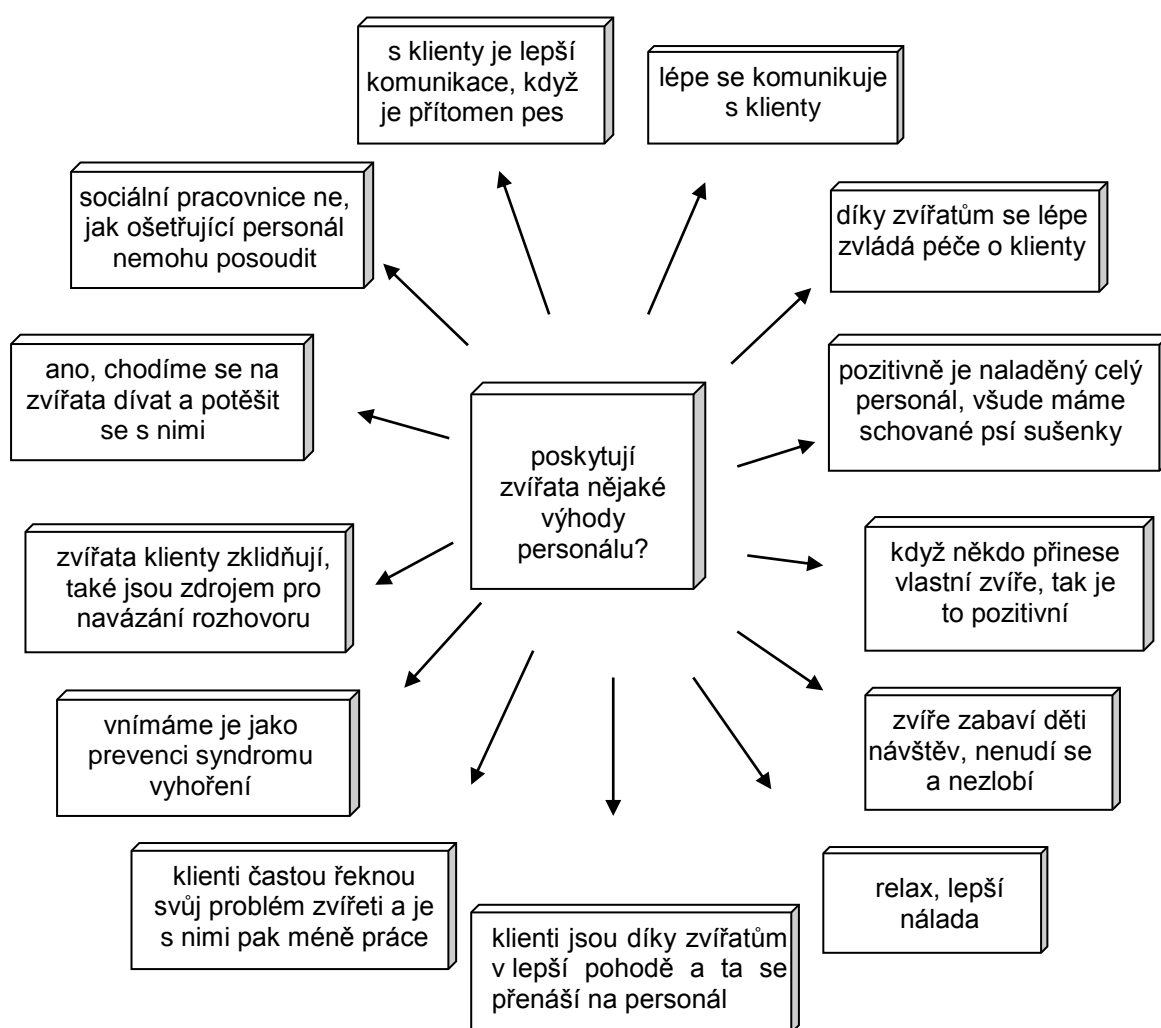 s klienty je lepší
komunikace, když
je přítomen pes
lépe se komunikuje
s klienty
sociální pracovnice ne,
jak ošetřující personál
nemohu posoudit
díky zvířatům se lépe
zvládá péče o klienty
ano, chodíme se na
zvířata dívat a potěšit
se s nimi
pozitivně je naladěný celý
personál, všude máme
schované psí sušenky
poskytují
zvířata nějaké
výhody
personálu?
zvířata klienty zklidňují,
také jsou zdrojem pro
navázání rozhovoru
když někdo přinese
vlastní zvíře, tak je
to pozitivní
vnímáme je jako
prevenci syndromu
vyhoření
zvíře zabaví děti
návštěv, nenudí se
a nezlobí
klienti častou řeknou
svůj problém zvířeti a je
s nimi pak méně práce
relax, lepší
nálada
klienti jsou díky zvířatům
v lepší pohodě a ta se
přenáší na personál